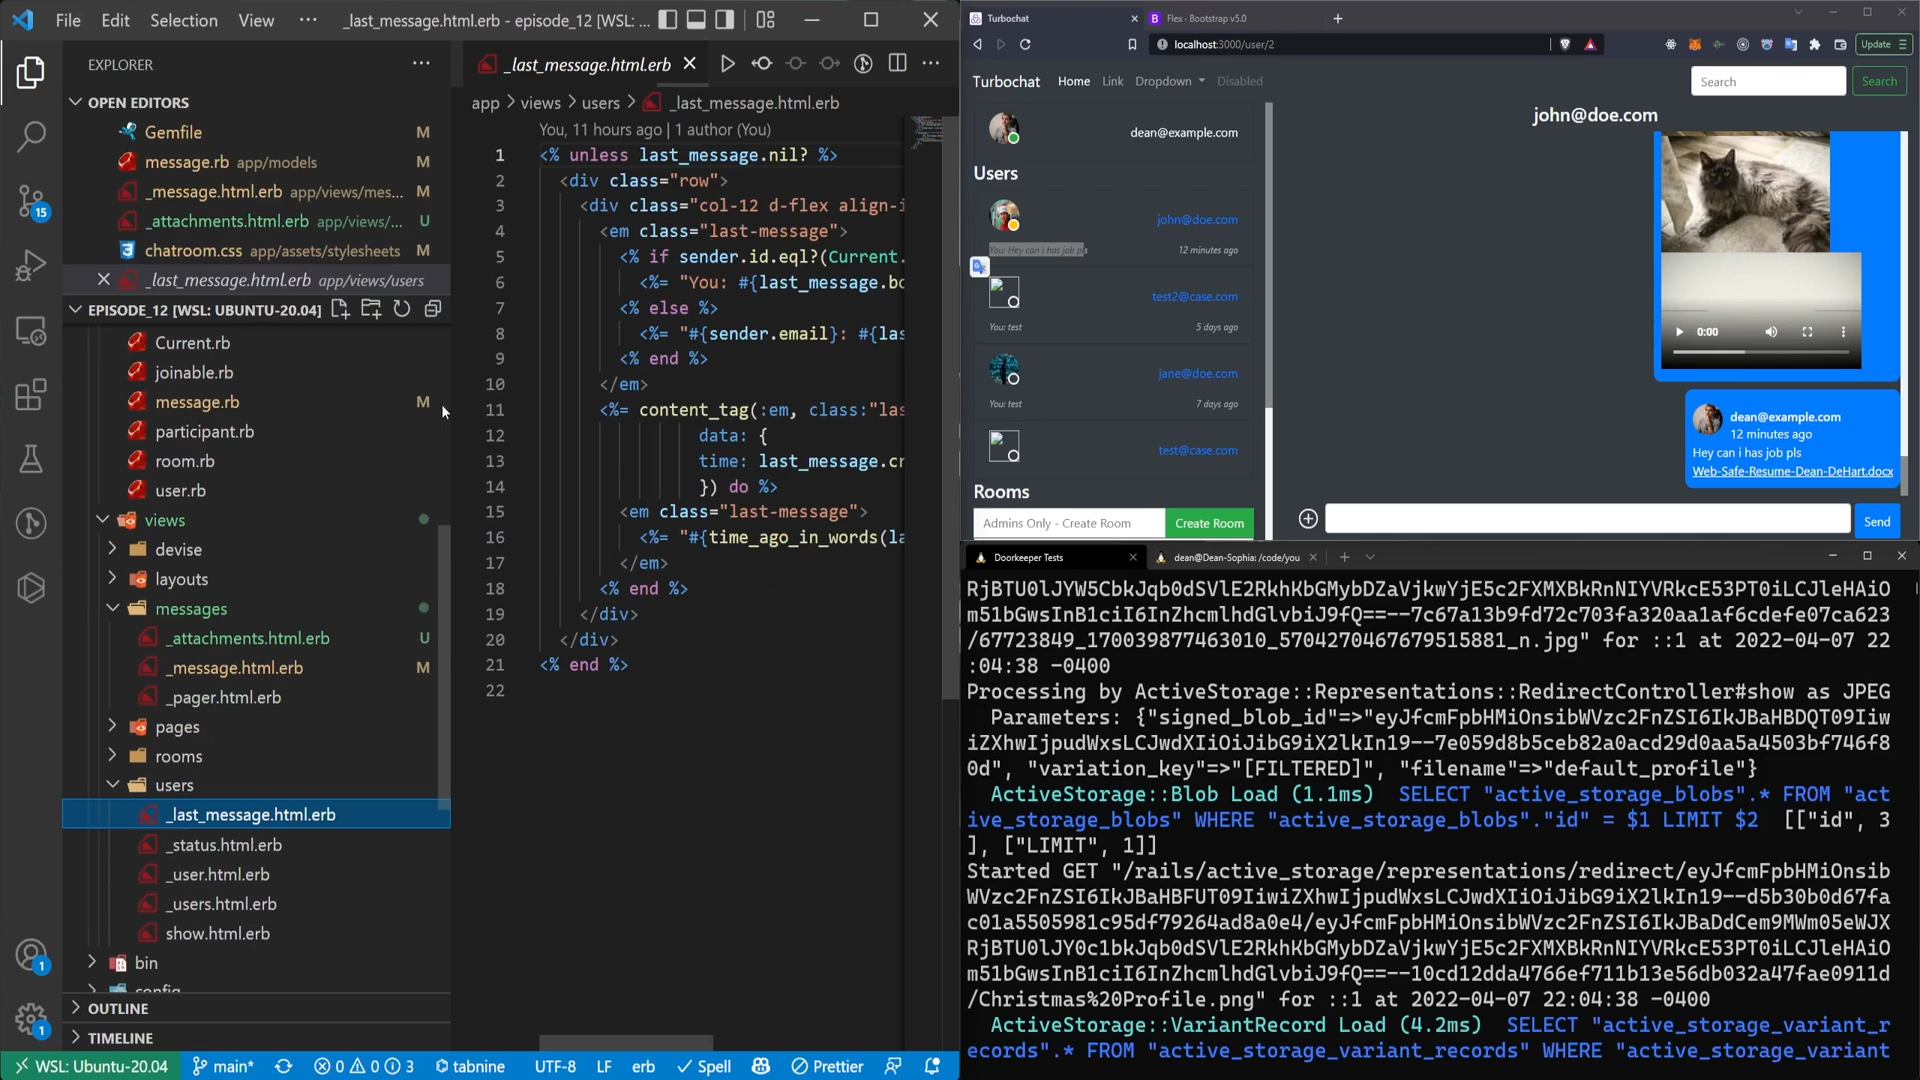 File Edit Selection View ··· _last_message.html.erb - episode_12 [WSL: ...
EXPLORER
OPEN EDITORS
Gemfile M
message.rb app/models M
_message.html.erb app/views/mes... M
_attachments.html.erb app/views/... U
chatroom.css app/assets/stylesheets M
_last_message.html.erb app/views/users
EPISODE_12 [WSL: UBUNTU-20.04]
Current.rb
joinable.rb
message.rb M
participant.rb
room.rb
user.rb
views
devise
layouts
messages
_attachments.html.erb U
_message.html.erb M
_pager.html.erb
pages
rooms
users
_last_message.html.erb
_status.html.erb
_user.html.erb
_users.html.erb
show.html.erb
bin
config
OUTLINE
TIMELINE
15
1
1
_last_message.html.erb
app > views > users > _last_message.html.erb
You, 11 hours ago | 1 author (You)
1 <% unless last_message.nil? %>
2 <div class="row">
3 <div class="col-12 d-flex align-i
4 <em class="last-message">
5 <% if sender.id.eql?(Current.
6 <%= "You: #{last_message.bo
7 <% else %>
8 <%= "#{sender.email}: #{las
9 <% end %>
10 </em>
11 <%= content_tag(:em, class:"las
12 data: {
13 time: last_message.cr
14 }) do %>
15 <em class="last-message">
16 <%= "#{time_ago_in_words(la
17 </em>
18 <% end %>
19 </div>
20 </div>
21 <% end %>
22
WSL: Ubuntu-20.04 main* 0 0 3 tabnine UTF-8 LF erb Spell Prettier
Turbochat Flex · Bootstrap v5.0
localhost:3000/user/2 Update
Turbochat Home Link Dropdown Disabled Search Search
dean@example.com
Users
john@doe.com
You: Hey can i has job pls 12 minutes ago
test2@case.com
You: test 5 days ago
jane@doe.com
You: test 7 days ago
test@case.com
Rooms
Admins Only - Create Room Create Room
john@doe.com
0:00
dean@example.com
12 minutes ago
Hey can i has job pls
Web-Safe-Resume-Dean-DeHart.docx
Send
Doorkeeper Tests dean@Dean-Sophia: /code/you
RjBTU0lJYW5CbkJqb0dSVlE2RkhKbGMybDZaVjkwYjE5c2FXMXBkRnNIYVRkcE53PT0iLCJleHAiO
m51bGwsInB1ciI6InZhcmlhdGlvbiJ9fQ==--7c67a13b9fd72c703fa320aa1af6cdefe07ca623
/67723849_170039877463010_5704270467679515881_n.jpg" for ::1 at 2022-04-07 22
:04:38 -0400
Processing by ActiveStorage::Representations::RedirectController#show as JPEG
Parameters: {"signed_blob_id"=>"eyJfcmFpbHMiOnsibWVzc2FnZSI6IkJBaHBDQT09Iiw
iZXhwIjpudWxsLCJwdXIiOiJibG9iX2lkIn19--7e059d8b5ceb82a0acd29d0aa5a4503bf746f8
0d", "variation_key"=>"[FILTERED]", "filename"=>"default_profile"}
ActiveStorage::Blob Load (1.1ms) SELECT "active_storage_blobs".* FROM "act
ive_storage_blobs" WHERE "active_storage_blobs"."id" = $1 LIMIT $2 [["id", 3
], ["LIMIT", 1]]
Started GET "/rails/active_storage/representations/redirect/eyJfcmFpbHMiOnsib
WVzc2FnZSI6IkJBaHBFUT09IiwiZXhwIjpudWxsLCJwdXIiOiJibG9iX2lkIn19--d5b30b0d67fa
c01a5505981c95df79264ad8a0e4/eyJfcmFpbHMiOnsibWVzc2FnZSI6IkJBaDdCem9MWm05eWJX
RjBTU0lJY0c1bkJqb0dSVlE2RkhKbGMybDZaVjkwYjE5c2FXMXBkRnNIYVRkcE53PT0iLCJleHAiO
m51bGwsInB1ciI6InZhcmlhdGlvbiJ9fQ==--10cd12dda4766ef711b13e56db032a47fae0911d
/Christmas%20Profile.png" for ::1 at 2022-04-07 22:04:38 -0400
ActiveStorage::VariantRecord Load (4.2ms) SELECT "active_storage_variant_r
ecords".* FROM "active_storage_variant_records" WHERE "active_storage_variant